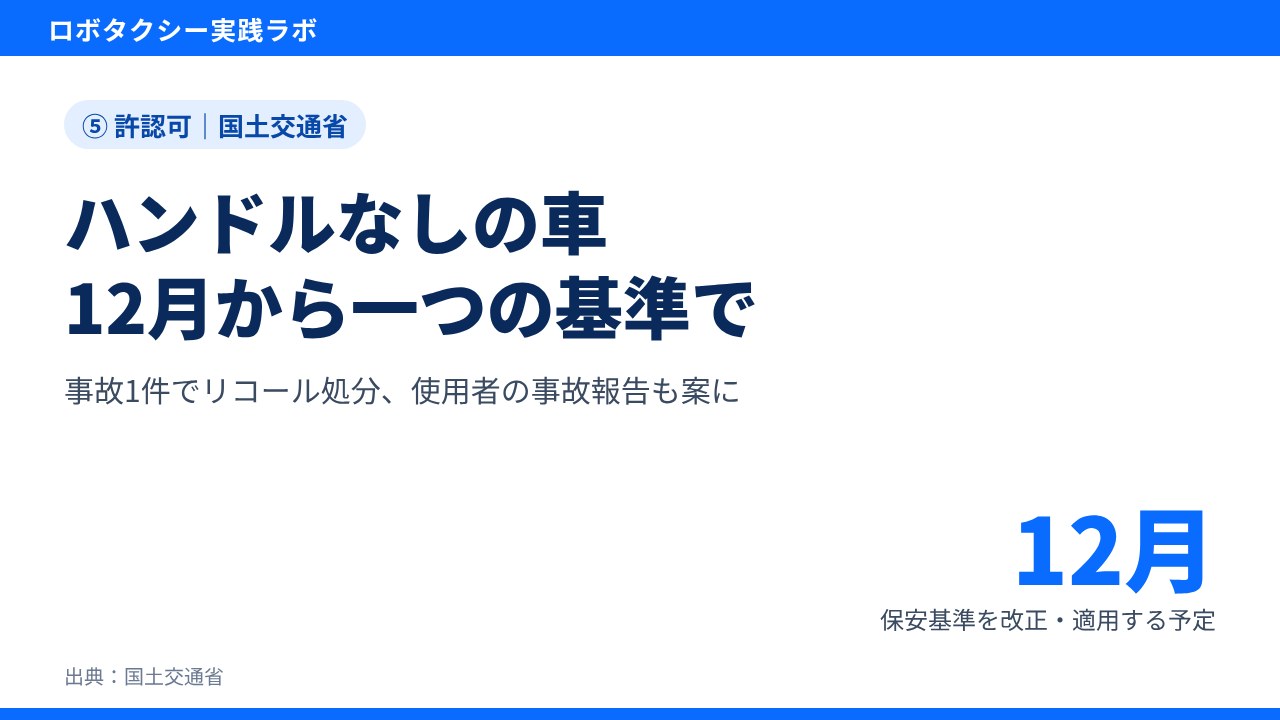 ロボタクシー実践ラボ
⑤ 許認可｜国土交通省
ハンドルなしの車
12月から一つの基準で
事故1件でリコール処分、使用者の事故報告も案に
12月
保安基準を改正・適用する予定
出典：国土交通省